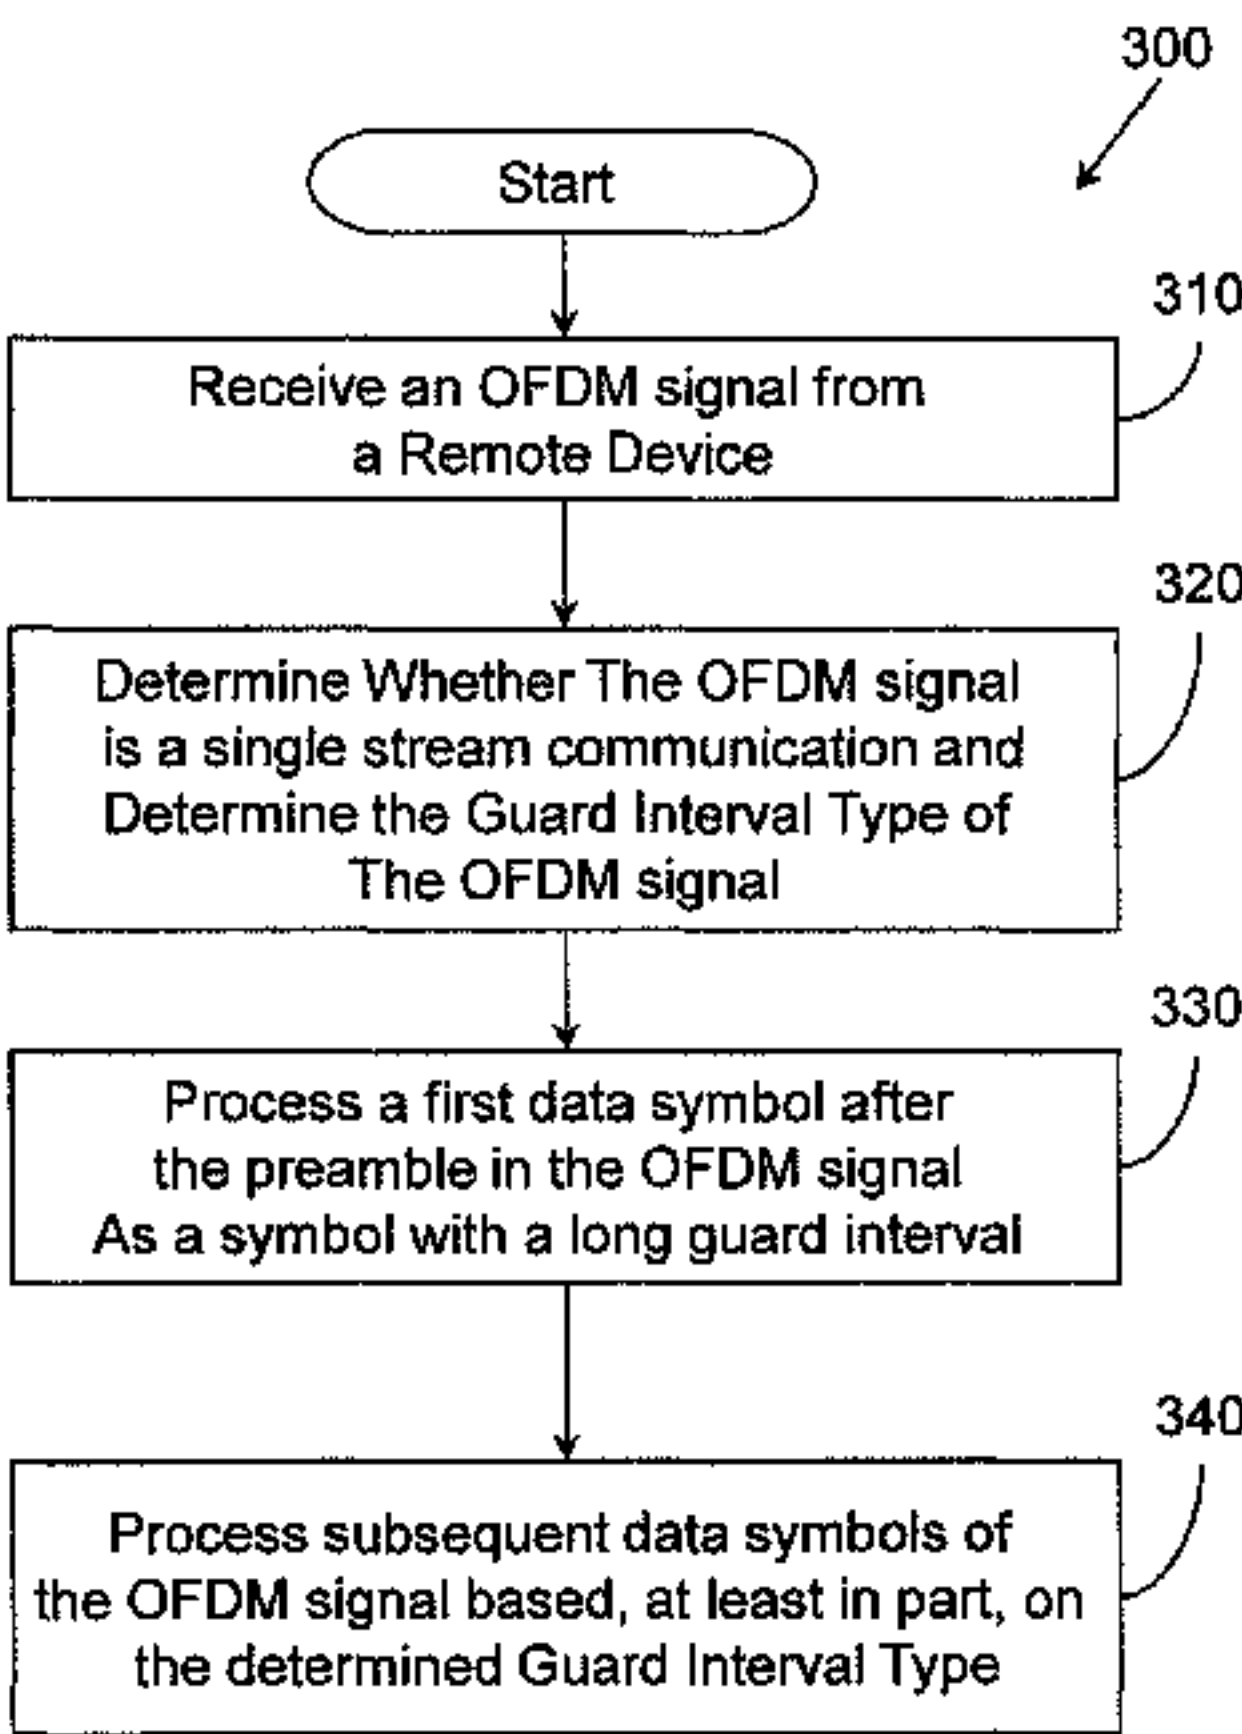 300
Start
310
Receive an OFDM signal from
a Remote Device
320
Determine Whether The OFDM signal
is a single stream communication and
Determine the Guard Interval Type of
The OFDM signal
330
Process a first data symbol after
the preamble in the OFDM signal
As a symbol with a long guard interval
340
Process subsequent data symbols of
the OFDM signal based, at least in part, on
the determined Guard Interval Type